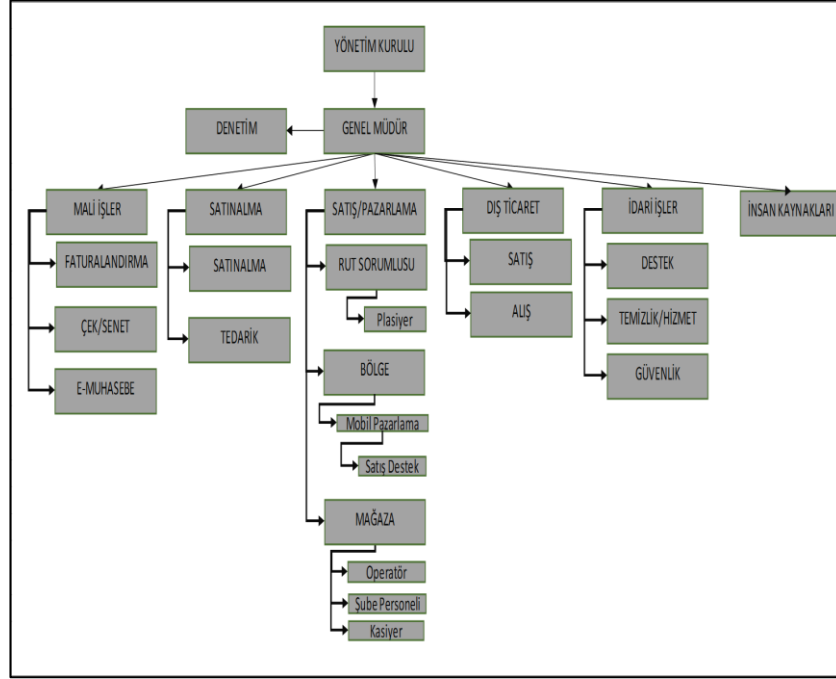 YÖNETİM KURULU
DENETİM
GENEL MÜDÜR
MALİ İŞLER
SATINALMA
SATIŞ/PAZARLAMA
DIŞ TİCARET
İDARİ İŞLER
İNSAN KAYNAKLARI
FATURALANDIRMA
SATINALMA
RUT SORUMLUSU
SATIŞ
DESTEK
ÇEK/SENET
TEDARİK
Plasiyer
ALIŞ
TEMİZLİK/HİZMET
E-MUHASEBE
BÖLGE
GÜVENLİK
Mobil Pazarlama
Satış Destek
MAĞAZA
Operatör
Şube Personeli
Kasiyer